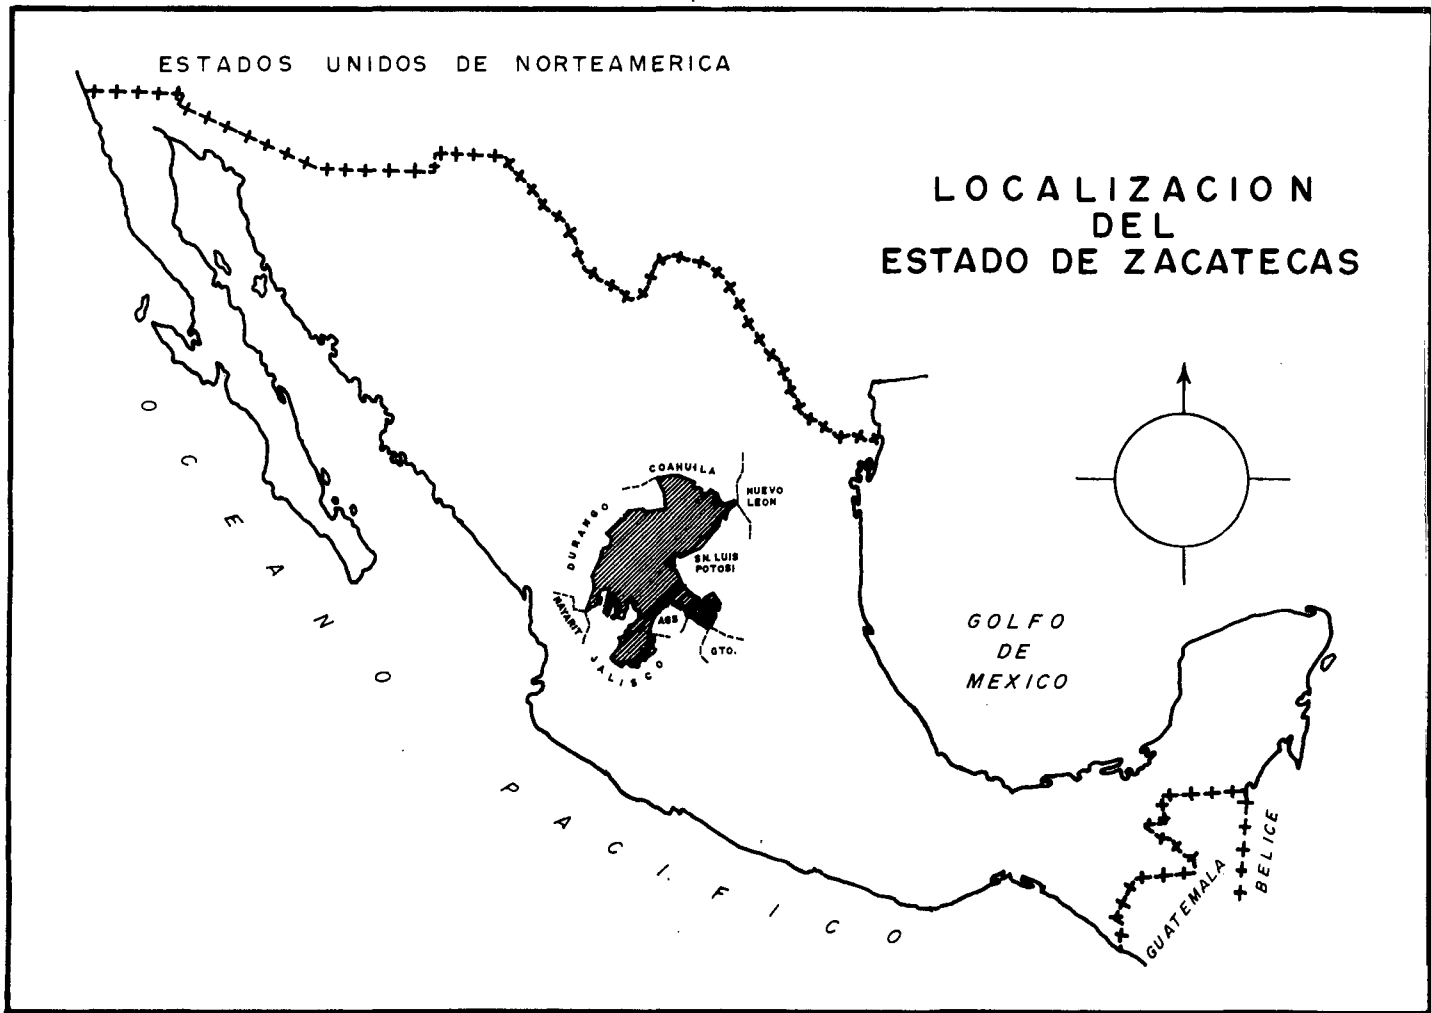 ESTADOS UNIDOS DE NORTEAMERICA
LOCALIZACION
DEL
ESTADO DE ZACATECAS
COAHUILA
NUEVO
LEON
DURANGO
SN. LUIS
POTOSI
NAYARIT
AGS
GTO.
JALISCO
GOLFO
DE
MEXICO
OCEANO PACIFICO
GUATEMALA
BELICE